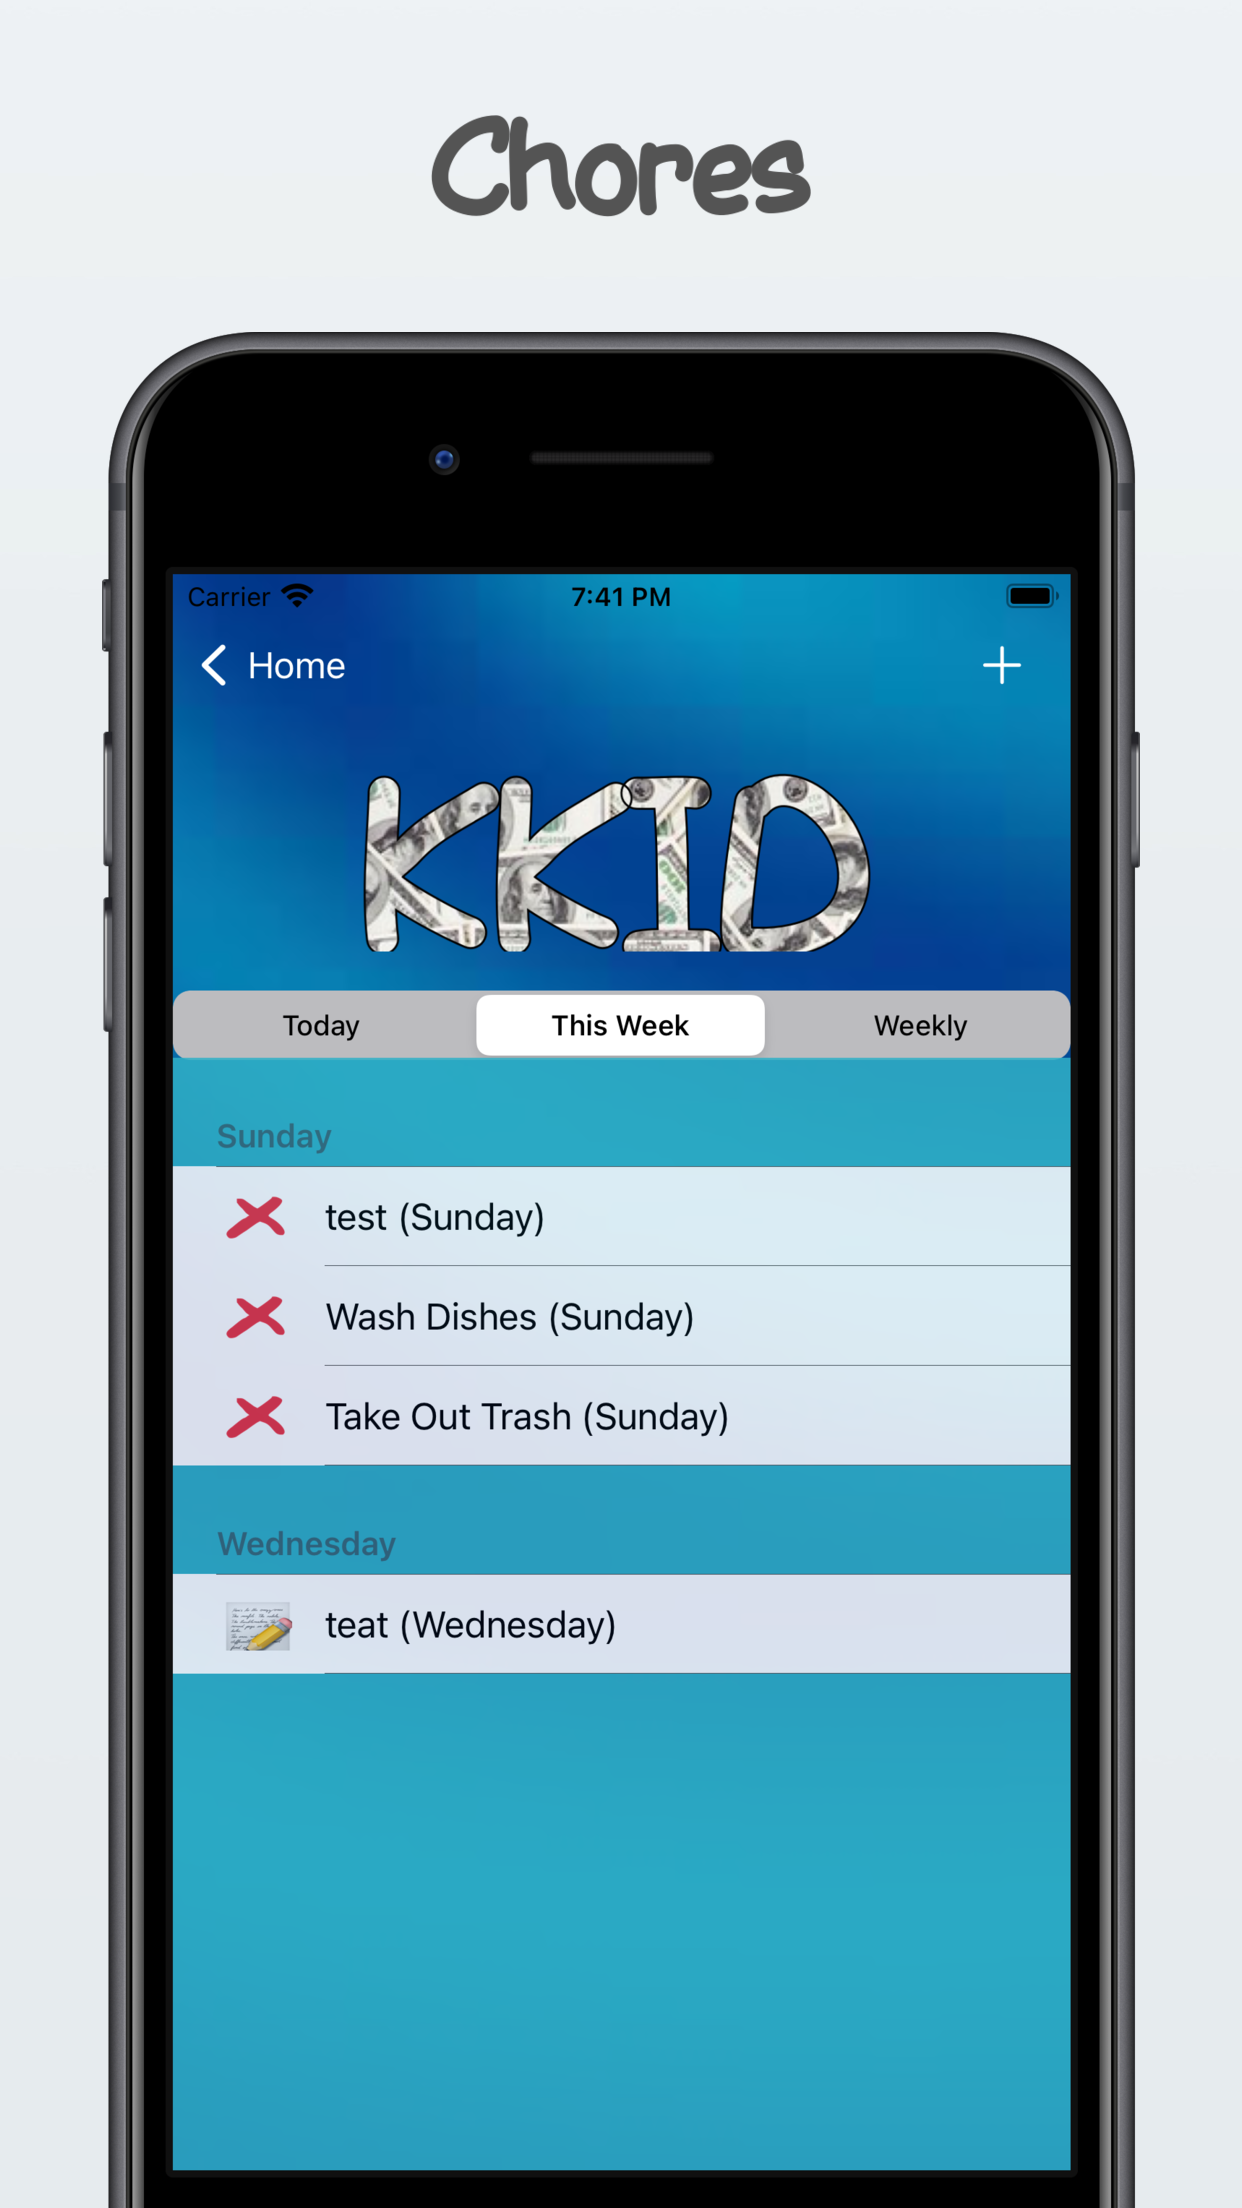 Chores
Carrier 7:41 PM
Home
KKID
Today This Week Weekly
Sunday
test (Sunday)
Wash Dishes (Sunday)
Take Out Trash (Sunday)
Wednesday
teat (Wednesday)